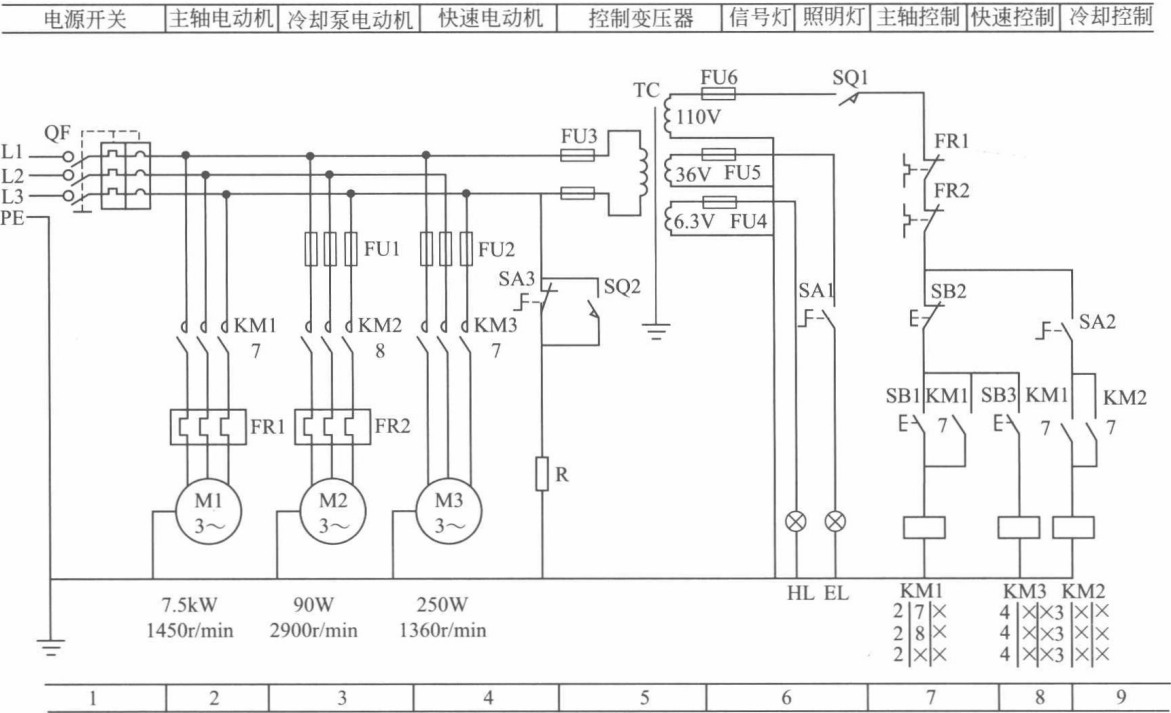 电源开关 主轴电动机 冷却泵电动机 快速电动机 控制变压器 信号灯 照明灯 主轴控制 快速控制 冷却控制
TC FU6 SQ1
110V
QF FU3
L1 FR1
L2 36V FU5
L3 FR2
PE 6.3V FU4
FU1 FU2
SA3 SQ2 SA1 SB2
KM1 KM2 KM3 SA2
7 8 7
SB1 KM1 SB3 KM1 KM2
7 7 7
FR1 FR2
R
M1 M2 M3
3～ 3～ 3～
HL EL KM1 KM3 KM2
7.5kW 90W 250W 2 7 × 4 × × 3 × ×
1450r/min 2900r/min 1360r/min 2 8 × 4 × × 3 × ×
2 × × 4 × × 3 × ×
1 2 3 4 5 6 7 8 9